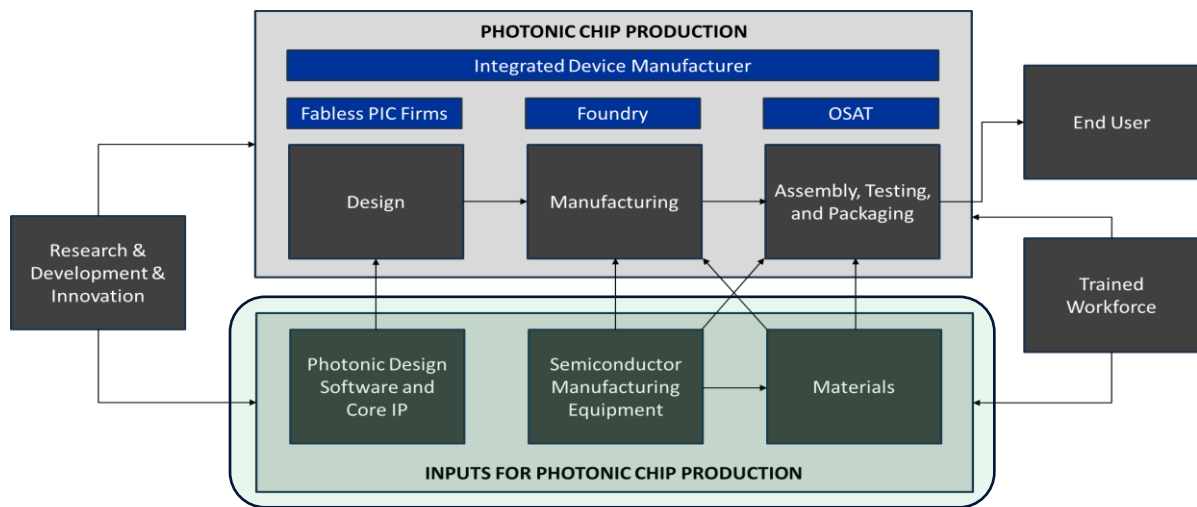 PHOTONIC CHIP PRODUCTION
Integrated Device Manufacturer
Fabless PIC Firms
Foundry
OSAT
Design
Manufacturing
Assembly, Testing,
and Packaging
End User
Research &
Development &
Innovation
Trained
Workforce
Photonic Design
Software and
Core IP
Semiconductor
Manufacturing
Equipment
Materials
INPUTS FOR PHOTONIC CHIP PRODUCTION